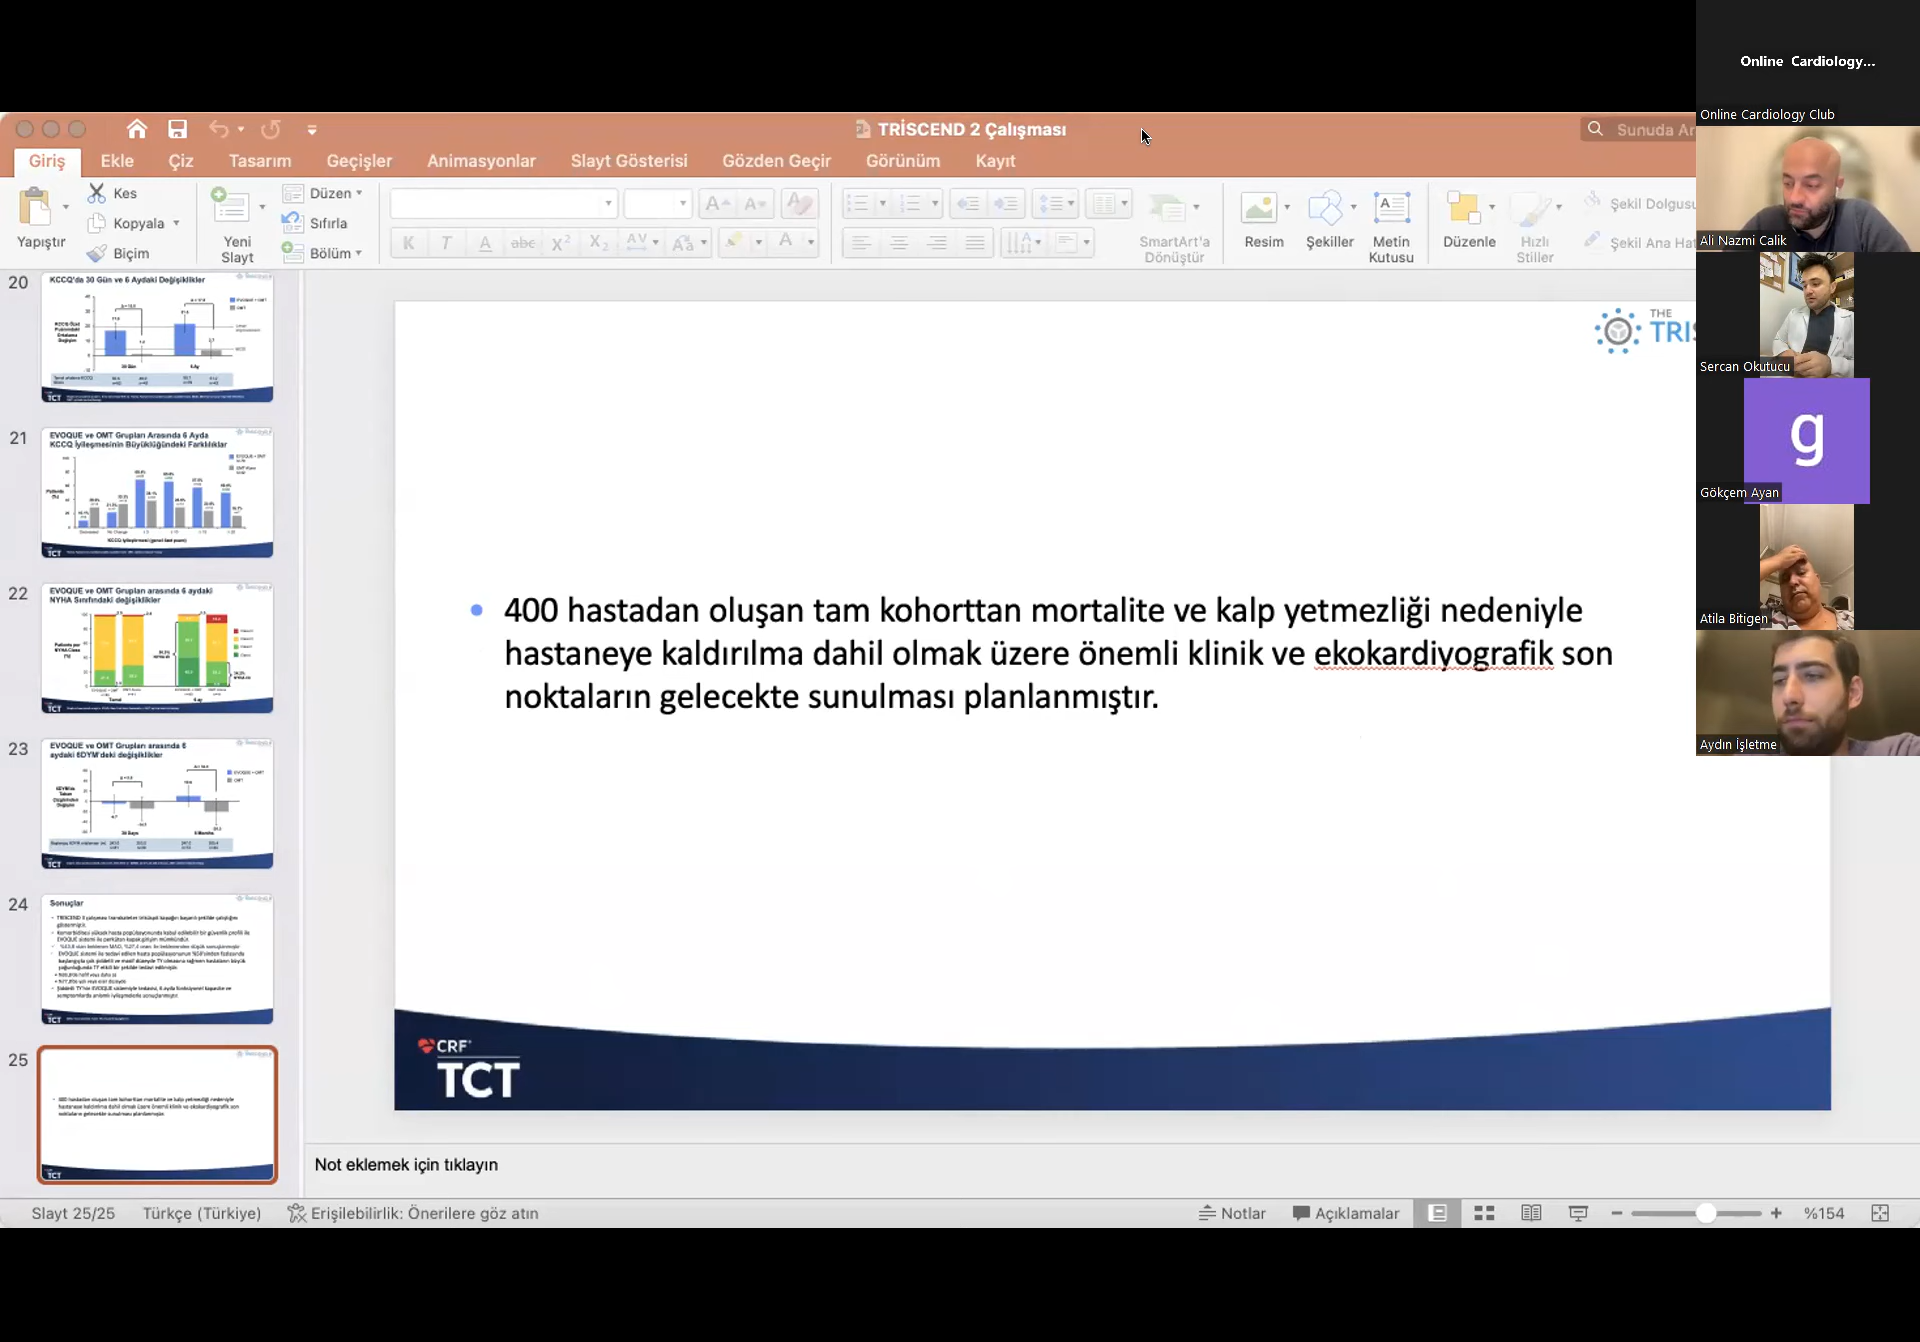 Online Cardiology...
Online Cardiology Club
TRİSCEND 2 Çalışması
Sunuda Ar
Giriş Ekle Çiz Tasarım Geçişler Animasyonlar Slayt Gösterisi Gözden Geçir Görünüm Kayıt
Yapıştır
Kes
Kopyala
Biçim
Yeni
Slayt
Düzen
Sıfırla
Bölüm
SmartArt'a
Dönüştür
Resim
Şekiller
Metin
Kutusu
Düzenle
Hızlı
Stiller
Şekil Dolgusu
Şekil Ana Hat
Ali Nazmi Calik
Sercan Okutucu
g
Gökçem Ayan
Atila Bitigen
Aydın İşletme
20
KCCQ'da 30 Gün ve 6 Aydaki Değişiklikler
21
EVOQUE ve OMT Grupları Arasında 6 Ayda
KCCQ İyileşmesinin Büyüklüğündeki Farklılıklar
22
EVOQUE ve OMT Grupları arasında 6 aydaki
NYHA Sınıfındaki değişiklikler
23
EVOQUE ve OMT Grupları arasında 6
aydaki 6DYM'deki değişiklikler
24
Sonuçlar
25
THE
TRIS
400 hastadan oluşan tam kohorttan mortalite ve kalp yetmezliği nedeniyle
hastaneye kaldırılma dahil olmak üzere önemli klinik ve ekokardiyografik son
noktaların gelecekte sunulması planlanmıştır.
CRF
TCT
Not eklemek için tıklayın
Slayt 25/25 Türkçe (Türkiye) Erişilebilirlik: Önerilere göz atın Notlar Açıklamalar %154